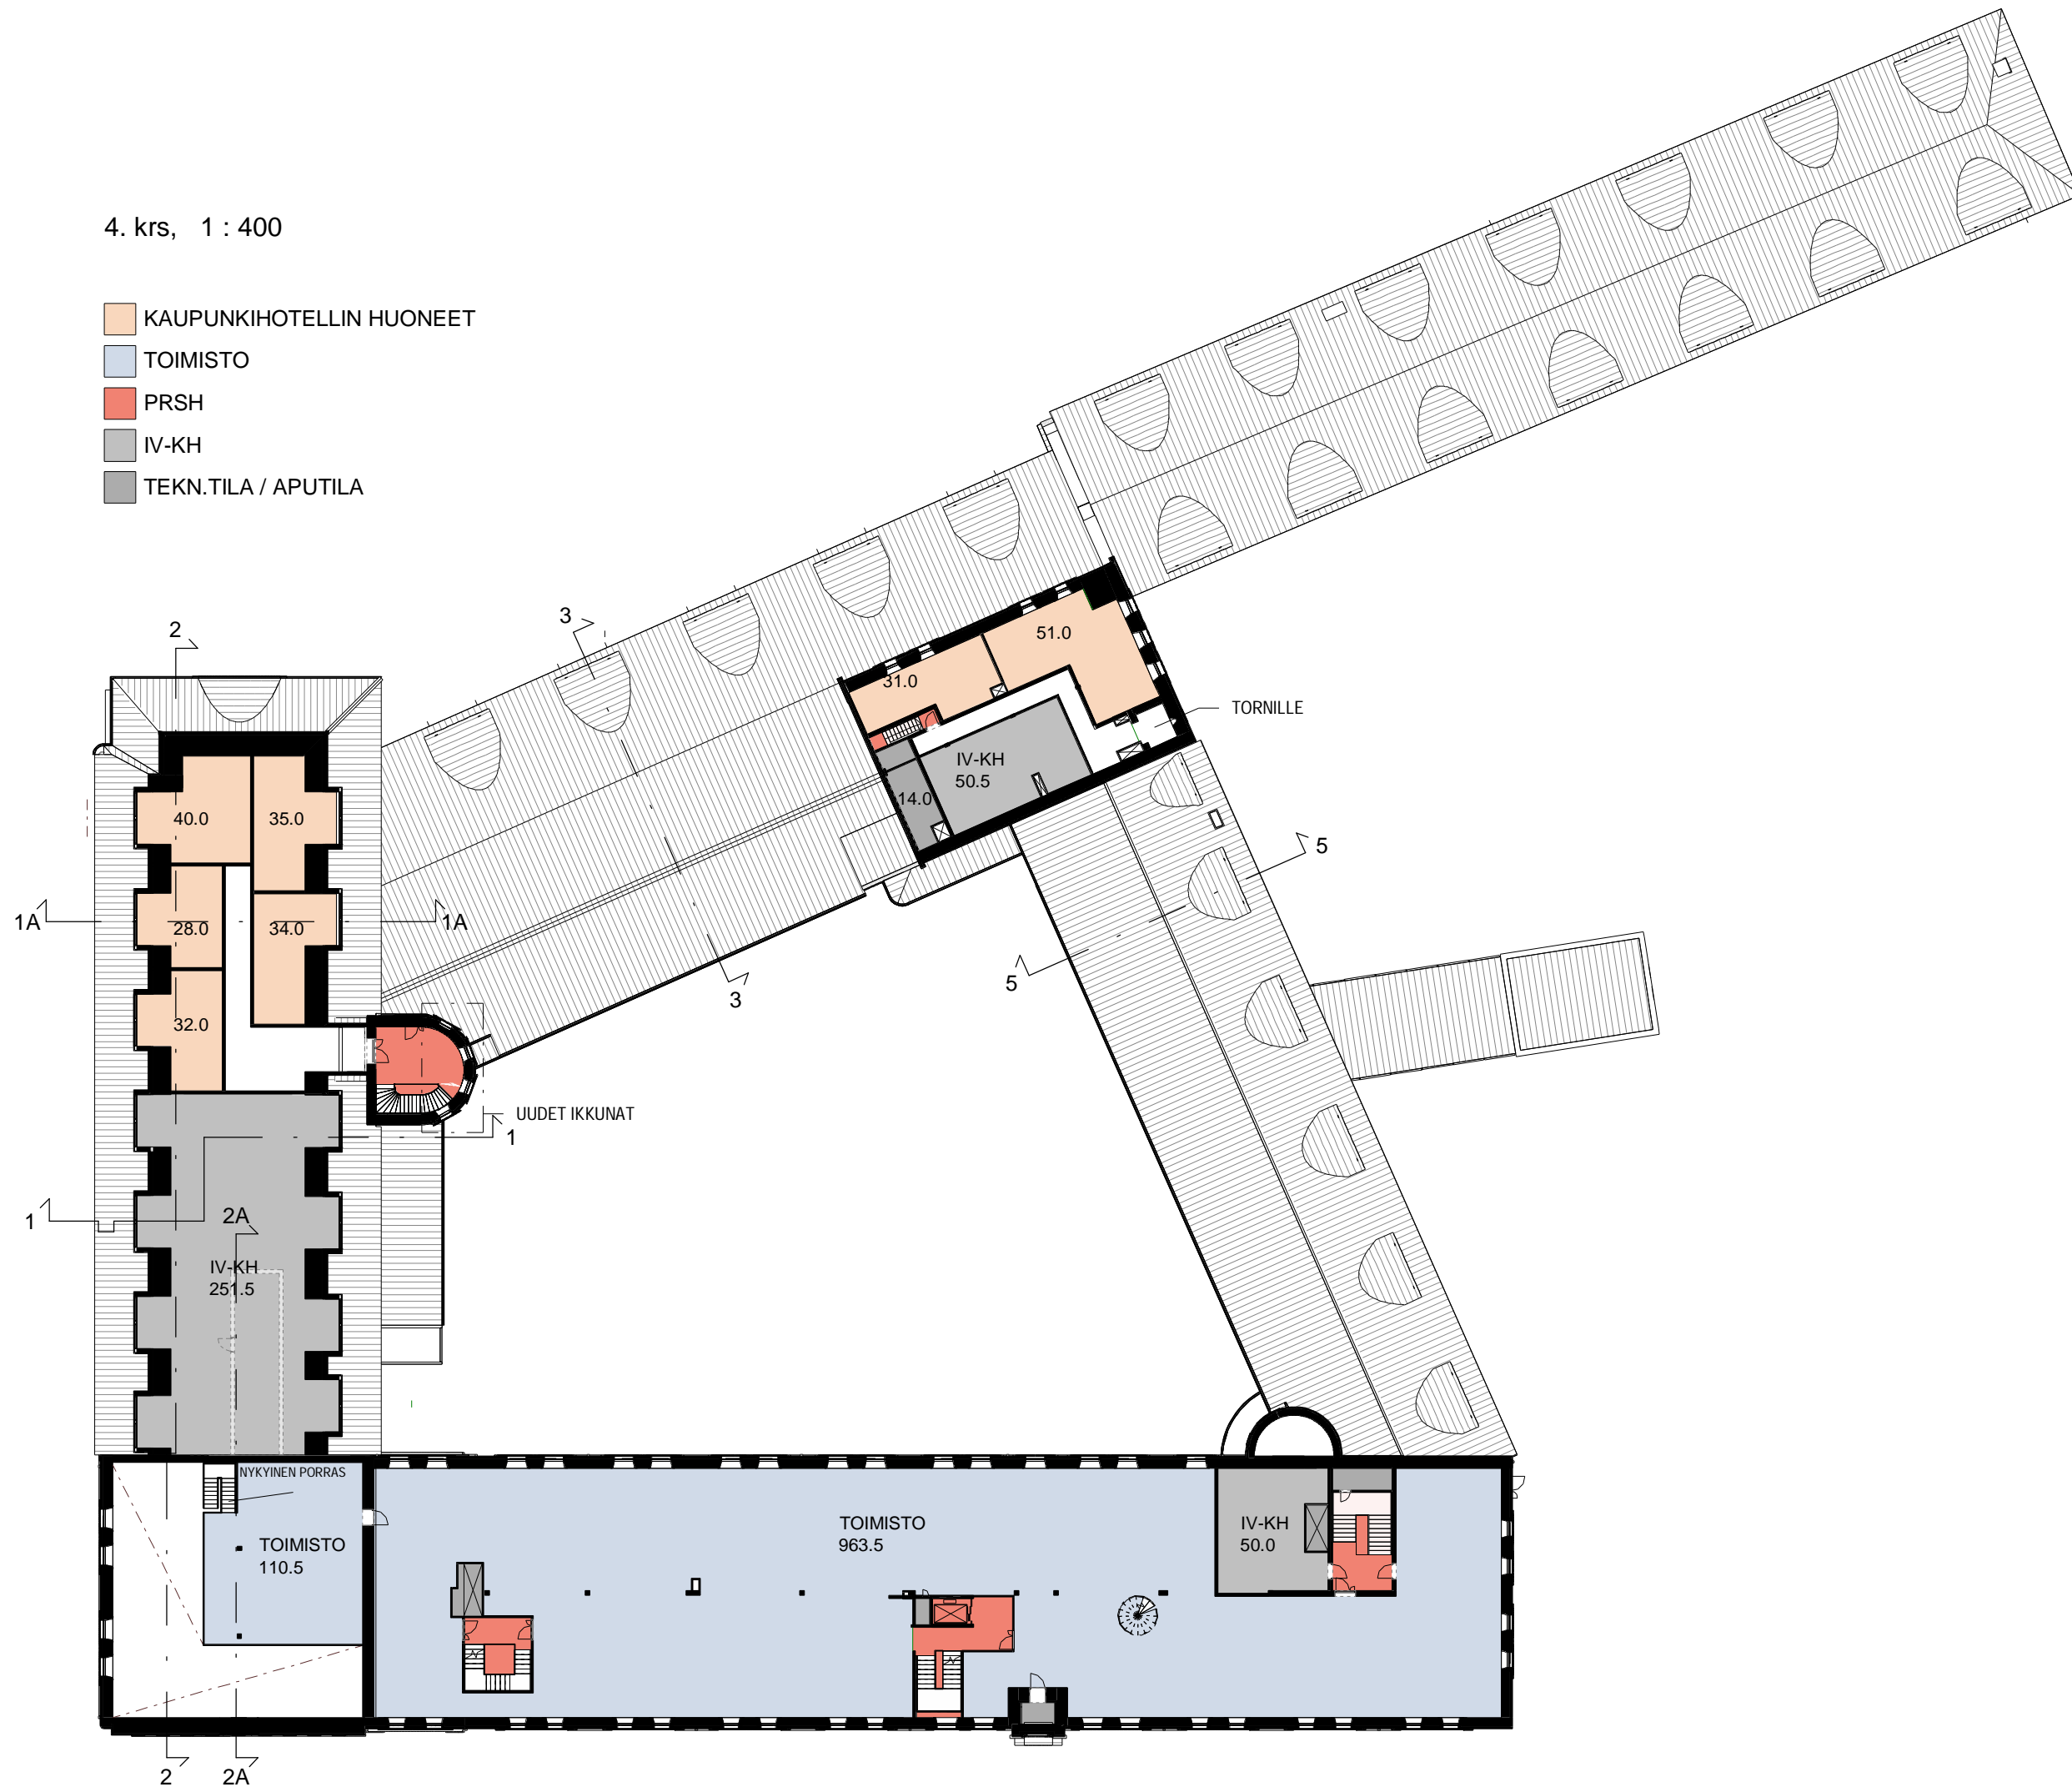 4. krs, 1 : 400
KAUPUNKIHOTELLIN HUONEET
TOIMISTO
PRSH
IV-KH
TEKN.TILA / APUTILA
3
2
51.0
31.0
TORNILLE
IV-KH
50.5
14.0
40.0
35.0
5
1A
28.0
34.0
1A
5
3
32.0
UUDET IKKUNAT
1
1
2A
IV-KH
251.5
NYKYINEN PORRAS
TOIMISTO
110.5
TOIMISTO
963.5
IV-KH
50.0
2
2A